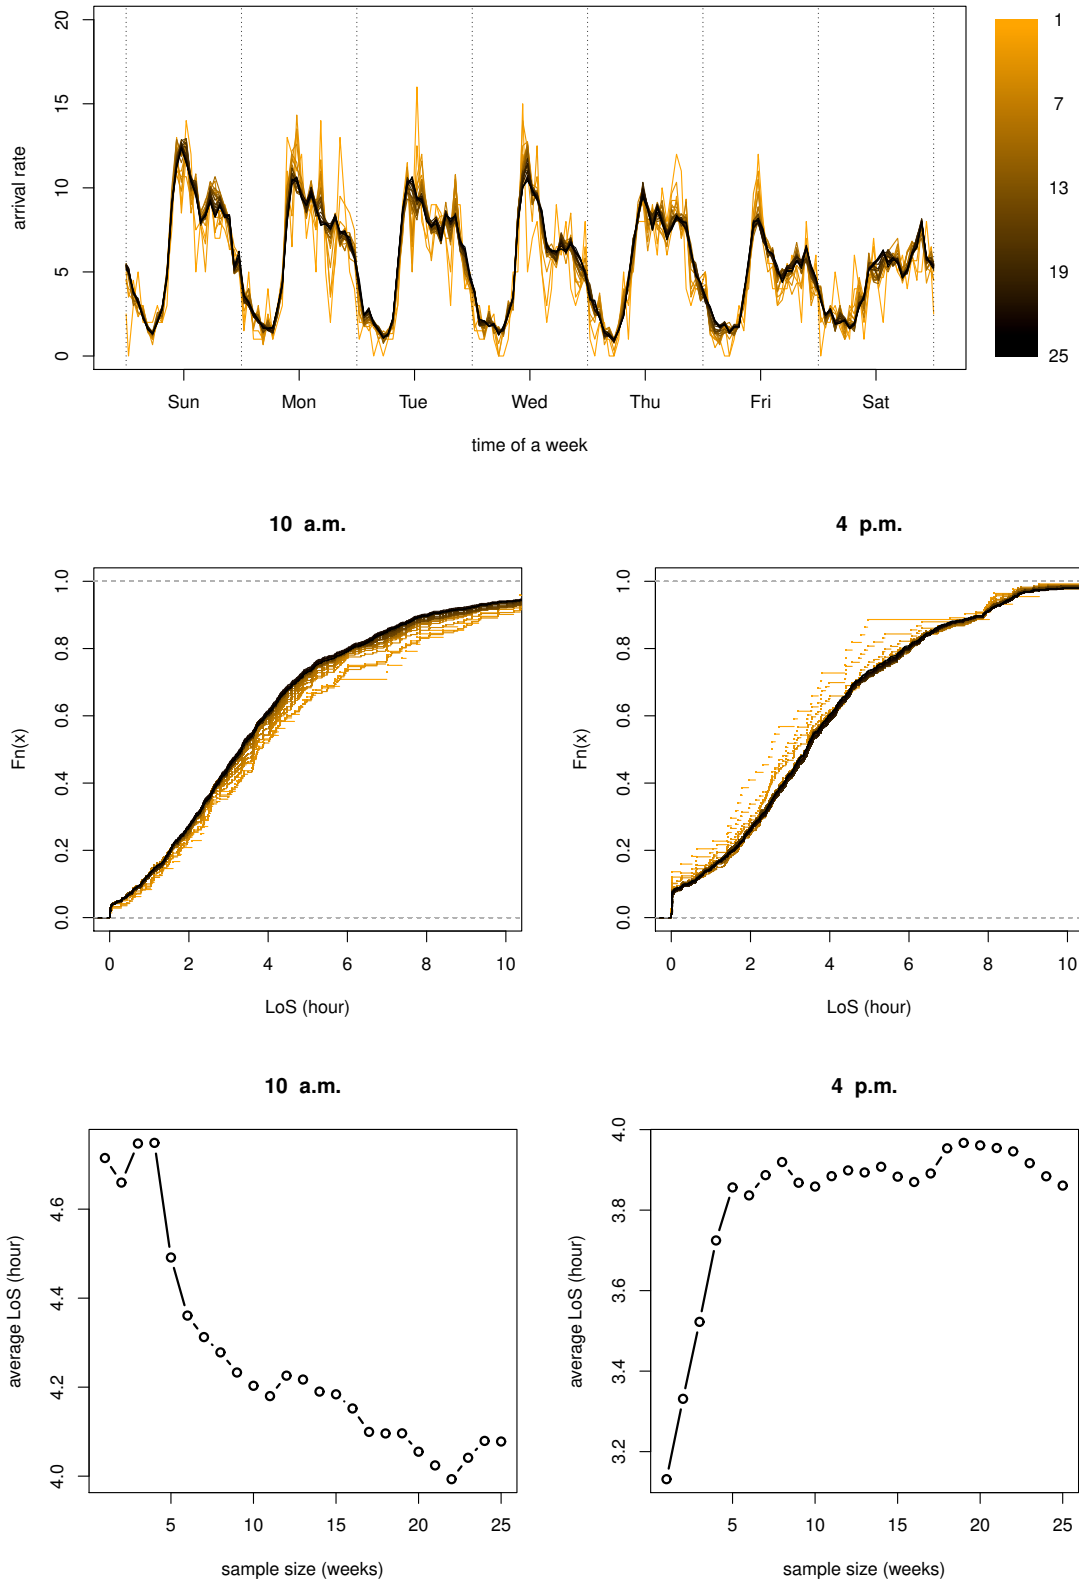 20
15
10
5
0
arrival rate
Sun Mon Tue Wed Thu Fri Sat
time of a week
1
7
13
19
25
10 a.m.
1.0
0.8
0.6
0.4
0.2
0.0
Fn(x)
0 2 4 6 8 10
LoS (hour)
4 p.m.
1.0
0.8
0.6
0.4
0.2
0.0
Fn(x)
0 2 4 6 8 10
LoS (hour)
10 a.m.
4.6
4.4
4.2
4.0
average LoS (hour)
5 10 15 20 25
sample size (weeks)
4 p.m.
4.0
3.8
3.6
3.4
3.2
average LoS (hour)
5 10 15 20 25
sample size (weeks)